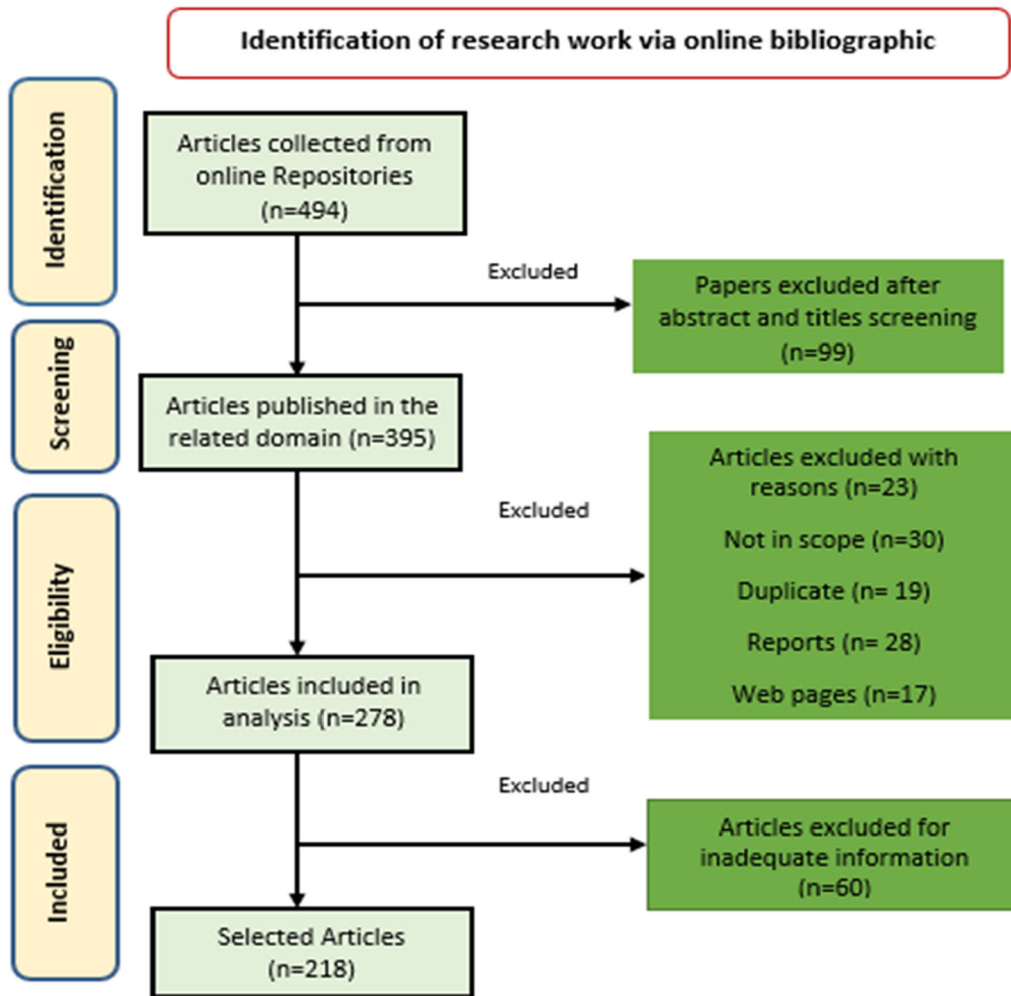 Identification of research work via online bibliographic
Identification
Articles collected from
online Repositories
(n=494)
Excluded
Papers excluded after
abstract and titles screening
(n=99)
Screening
Articles published in the
related domain (n=395)
Excluded
Articles excluded with
reasons (n=23)
Not in scope (n=30)
Duplicate (n= 19)
Reports (n= 28)
Web pages (n=17)
Eligibility
Articles included in
analysis (n=278)
Excluded
Articles excluded for
inadequate information
(n=60)
Included
Selected Articles
(n=218)